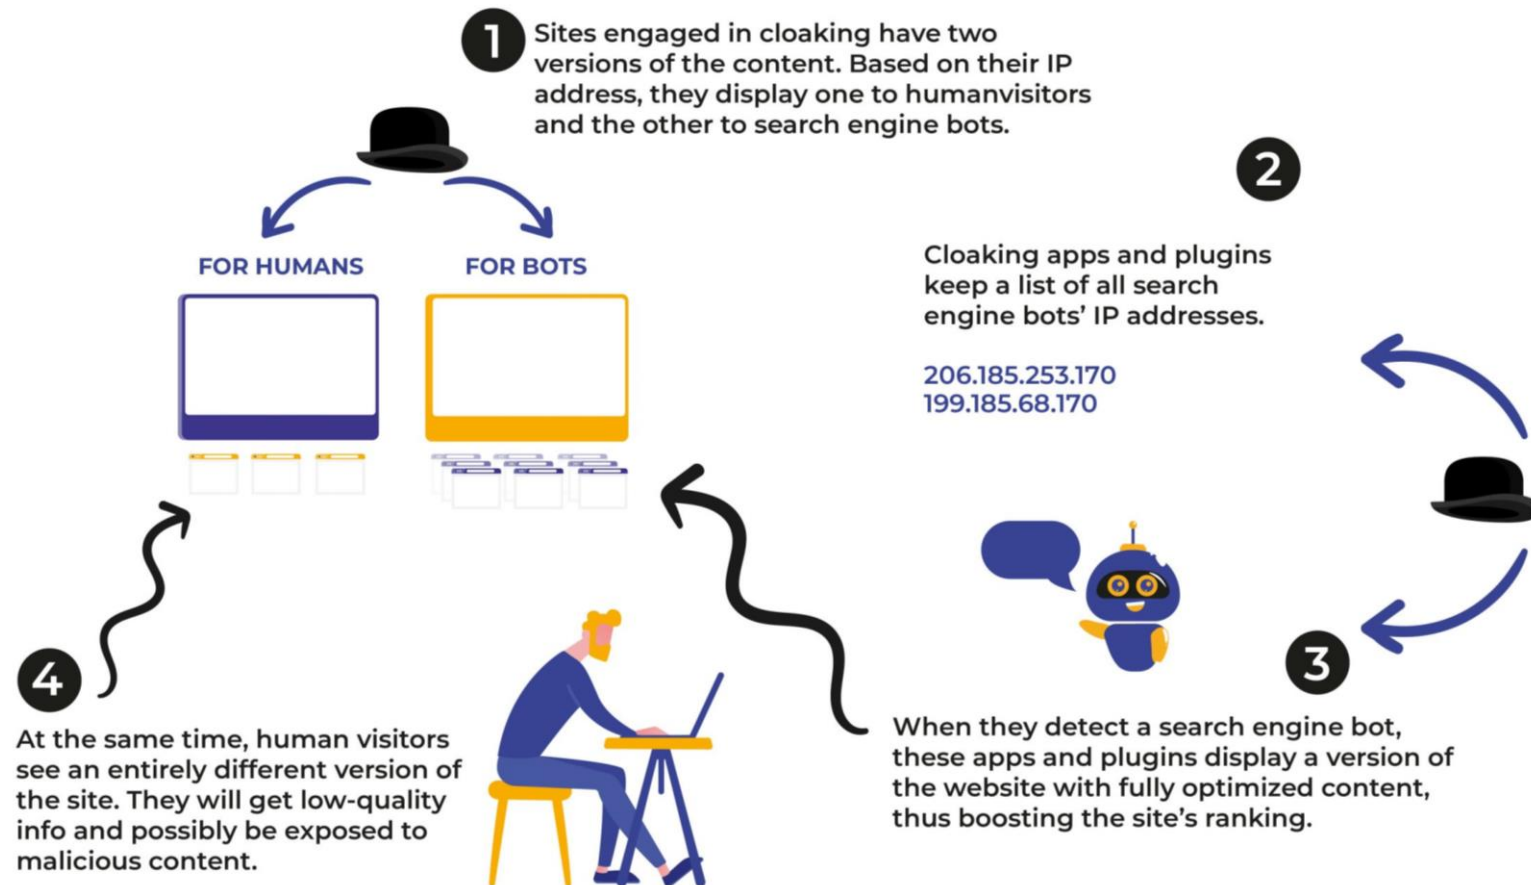 1
Sites engaged in cloaking have two
versions of the content. Based on their IP
address, they display one to humanvisitors
and the other to search engine bots.
FOR HUMANS
FOR BOTS
2
Cloaking apps and plugins
keep a list of all search
engine bots’ IP addresses.
206.185.253.170
199.185.68.170
3
When they detect a search engine bot,
these apps and plugins display a version of
the website with fully optimized content,
thus boosting the site’s ranking.
4
At the same time, human visitors
see an entirely different version of
the site. They will get low-quality
info and possibly be exposed to
malicious content.